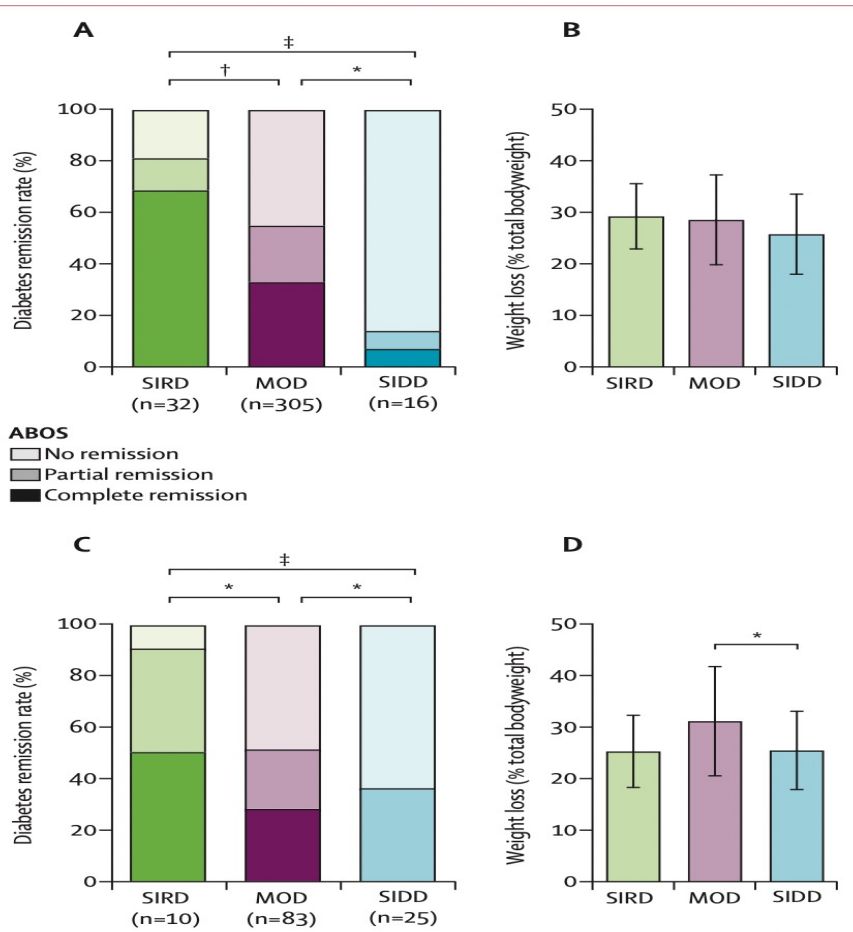 A
‡
†
*
Diabetes remission rate (%)
100
80
60
40
20
0
SIRD
(n=32)
MOD
(n=305)
SIDD
(n=16)
B
Weight loss (% total bodyweight)
50
40
30
20
10
0
SIRD
MOD
SIDD
ABOS
No remission
Partial remission
Complete remission
C
‡
*
*
Diabetes remission rate (%)
100
80
60
40
20
0
SIRD
(n=10)
MOD
(n=83)
SIDD
(n=25)
D
*
Weight loss (% total bodyweight)
50
40
30
20
10
0
SIRD
MOD
SIDD